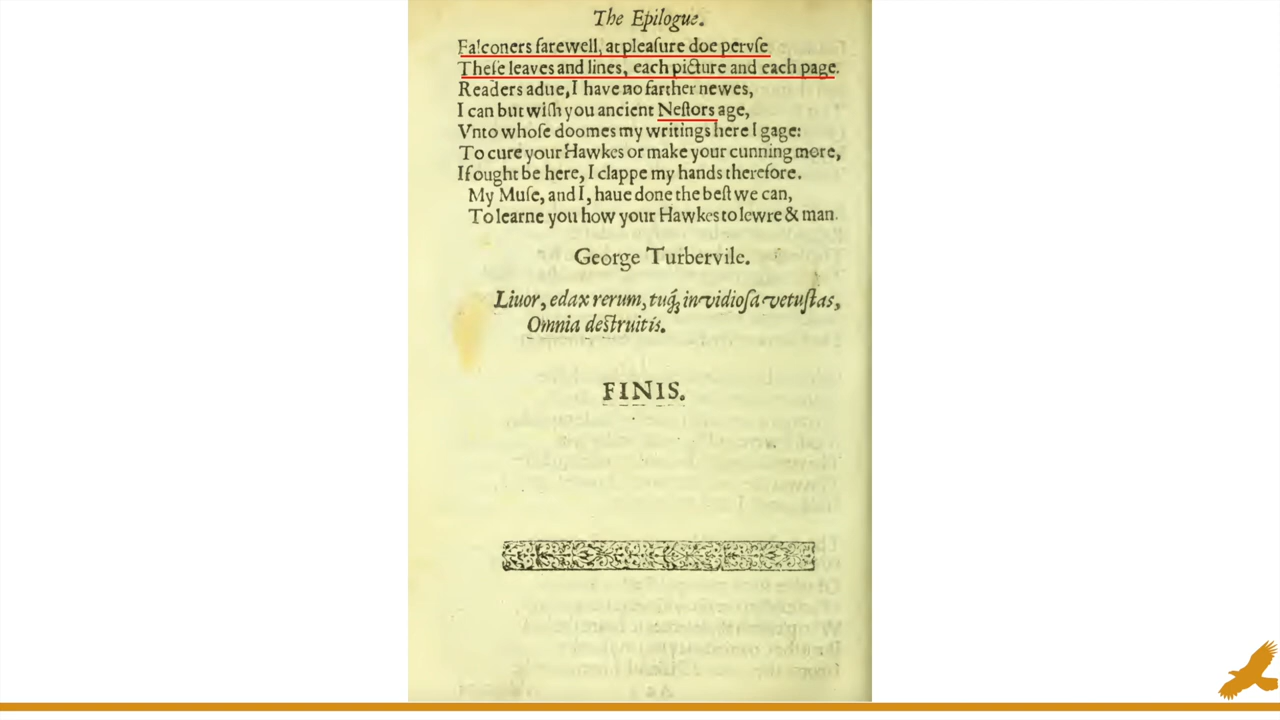 The Epilogue.
Falconers farewell, at pleaſure doe pervſe
Theſe leaves and lines, each picture and each page.
Readers adue, I have no farther newes,
I can but wiſh you ancient Neſtors age,
Vnto whoſe doomes my writings here I gage:
To cure your Hawkes or make your cunning more,
If ought be here, I clappe my hands therefore.
My Muſe, and I, haue done the beſt we can,
To learne you how your Hawkes to lewre & man.
George Turbervile.
Liuor, edax rerum, tuq́; invidioſa vetuſtas,
Omnia deſtruitis.
FINIS.